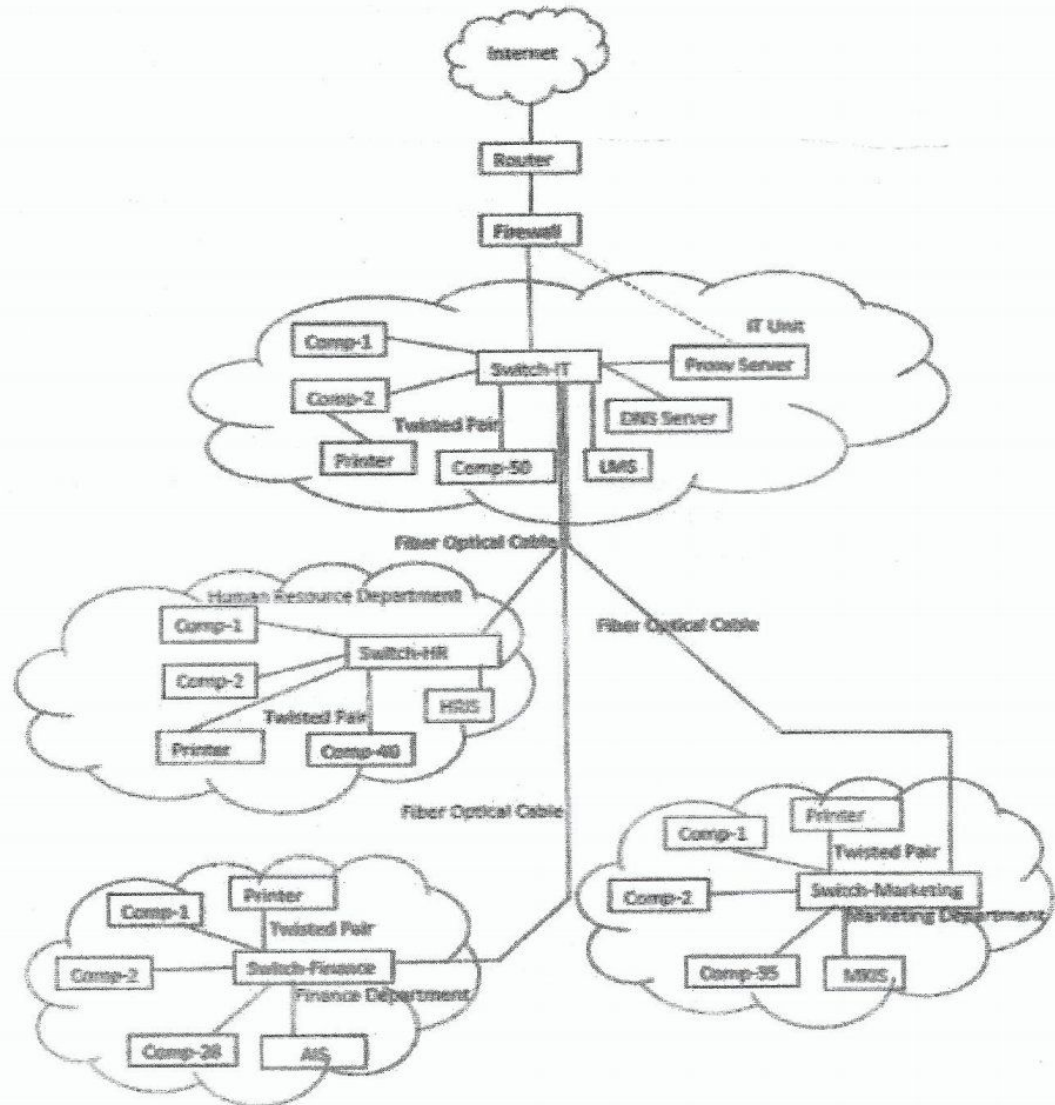 Internet
Router
Firewall
IT Unit
Comp-1
Switch-IT
Proxy Server
Comp-2
DNS Server
Twisted Pair
Printer
Comp-50
LMS
Fiber Optical Cable
Human Resource Department
Comp-1
Fiber Optical Cable
Switch-HR
Comp-2
HRIS
Twisted Pair
Printer
Comp-40
Fiber Optical Cable
Printer
Comp-1
Twisted Pair
Switch-Marketing
Comp-2
Marketing Department
Comp-35
MKIS
Printer
Comp-1
Twisted Pair
Switch-Finance
Comp-2
Finance Department
Comp-28
AIS